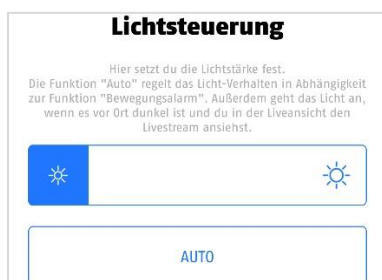 Lichtsteuerung
Hier setzt du die Lichtstärke fest.
Die Funktion "Auto" regelt das Licht-Verhalten in Abhängigkeit
zur Funktion "Bewegungsalarm". Außerdem geht das Licht an,
wenn es vor Ort dunkel ist und du in der Liveansicht den
Livestream ansiehst.
AUTO